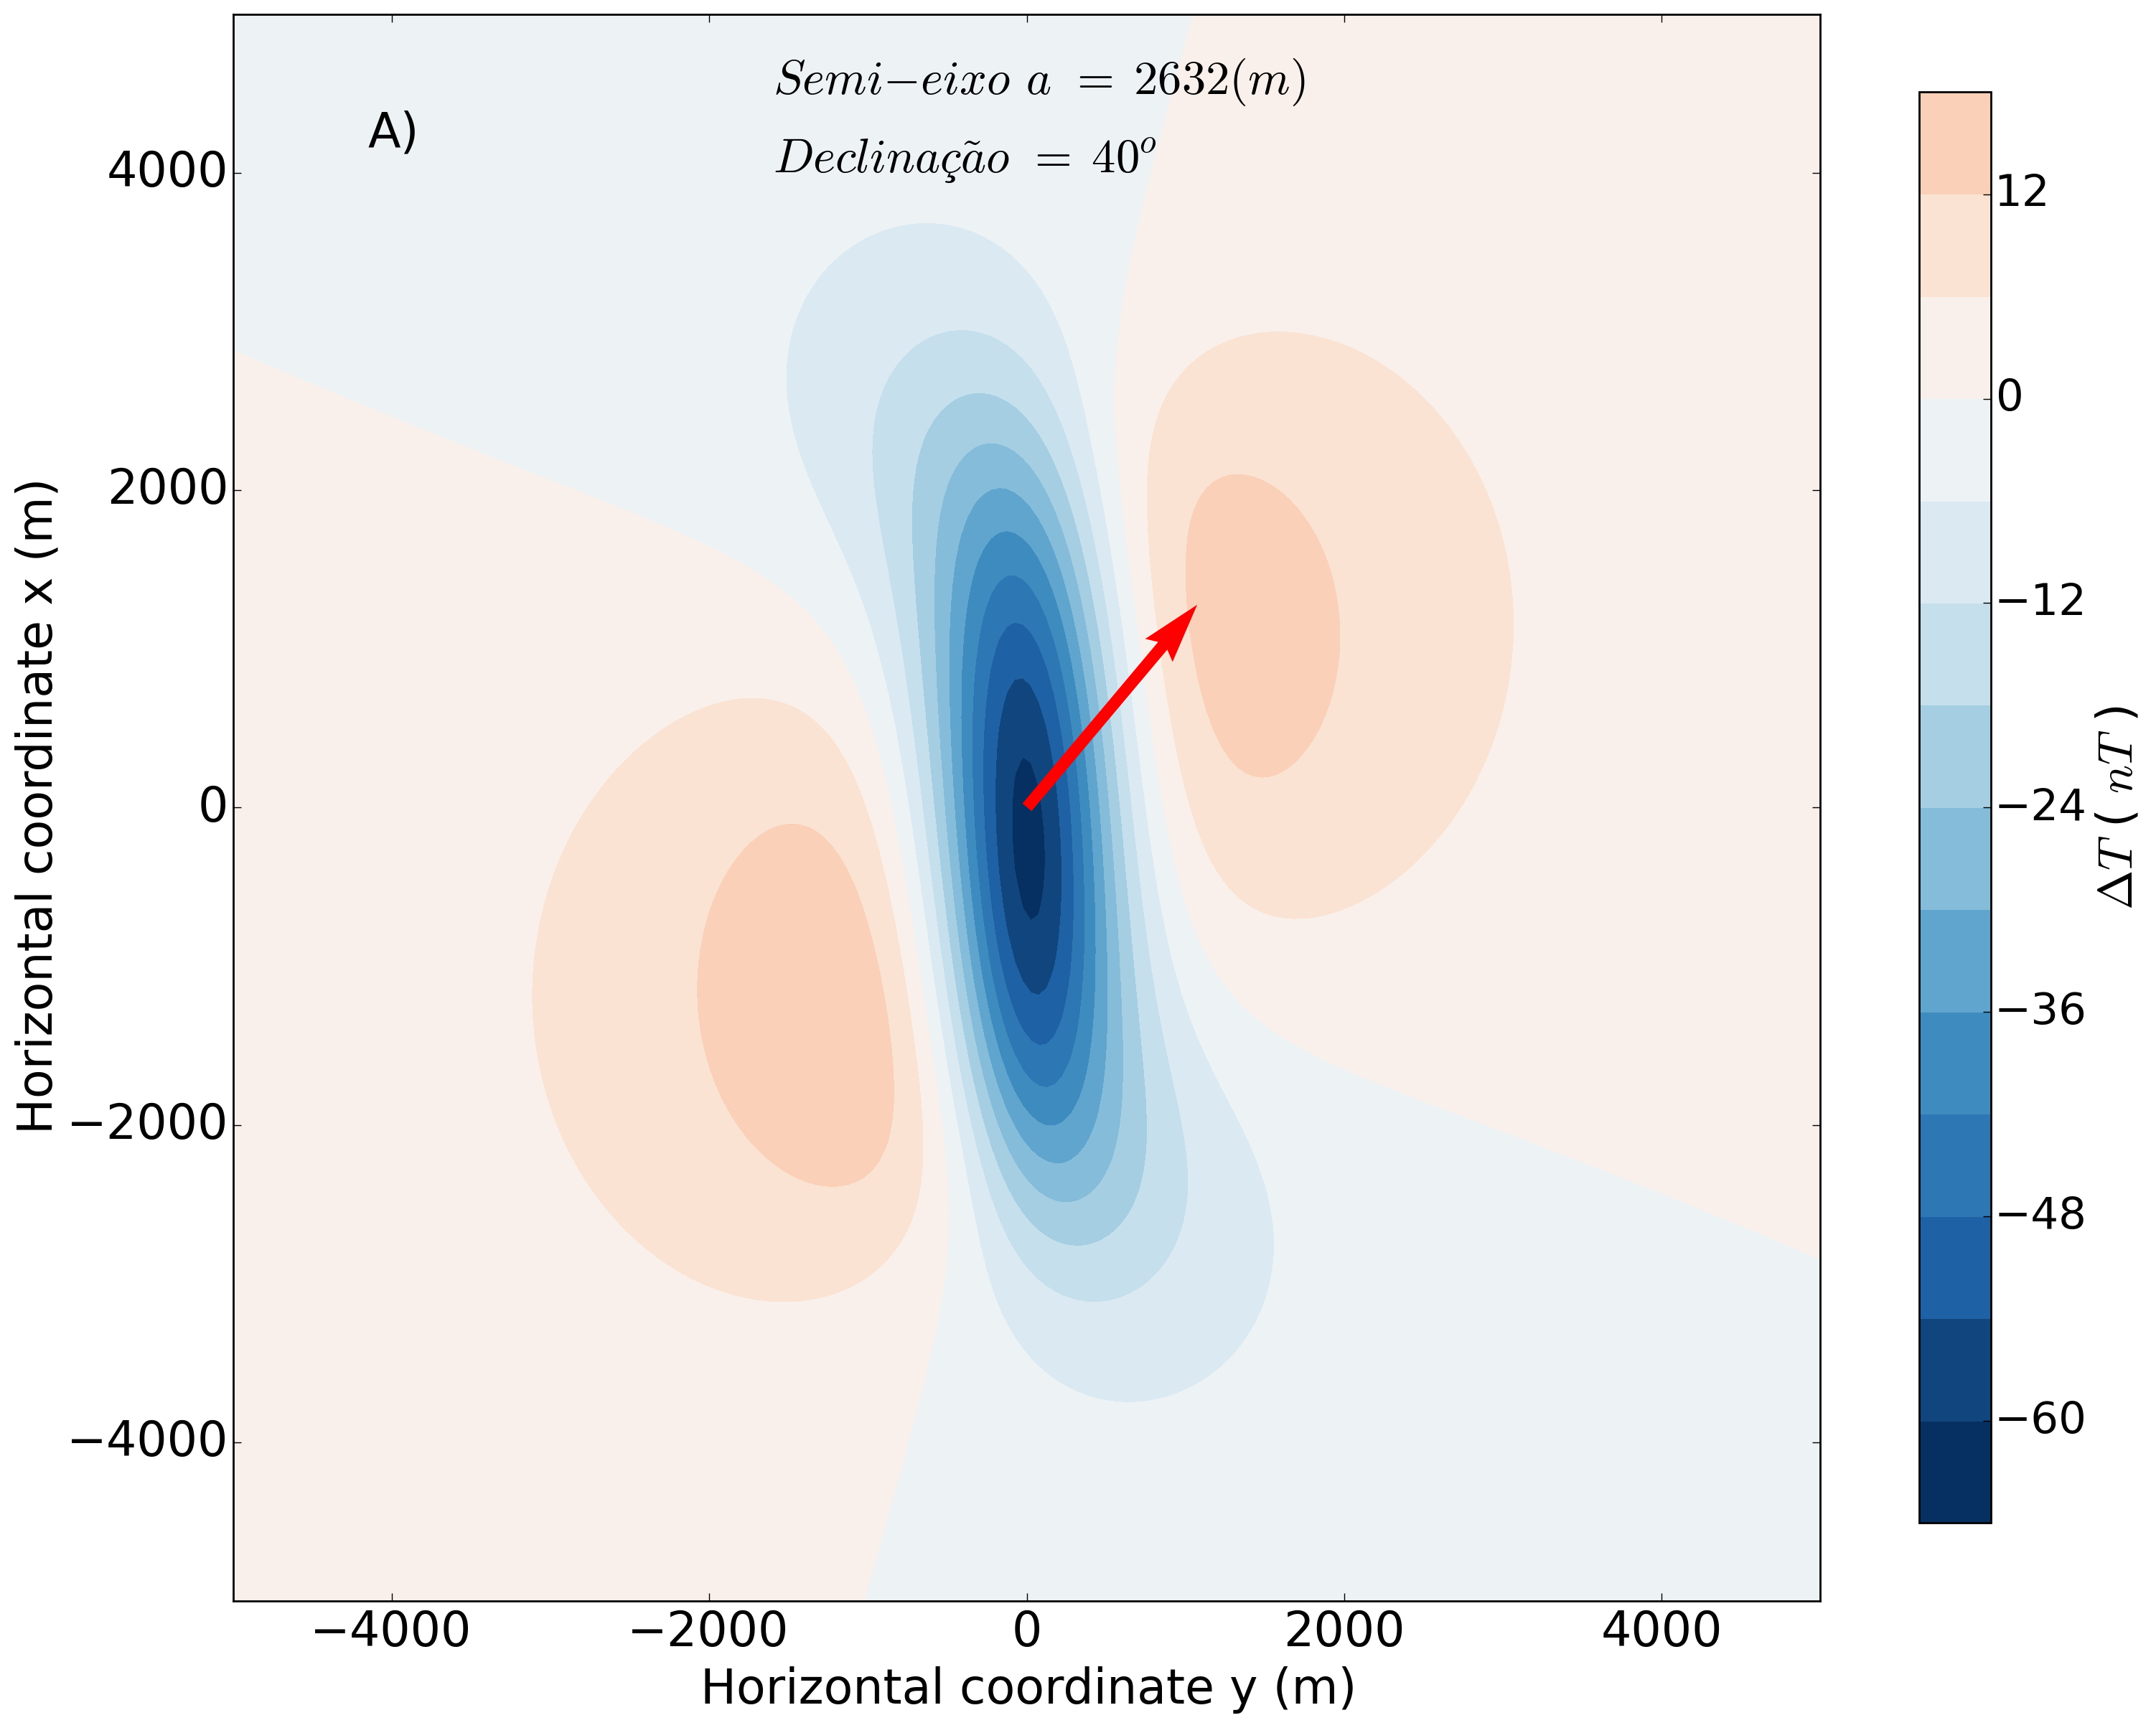 Semi−eixo a = 2632(m)
A)
Declinação = 40º
4000
2000
0
−2000
−4000
Horizontal coordinate x (m)
−4000 −2000 0 2000 4000
Horizontal coordinate y (m)
12
0
−12
−24
−36
−48
−60
ΔT ( nT )